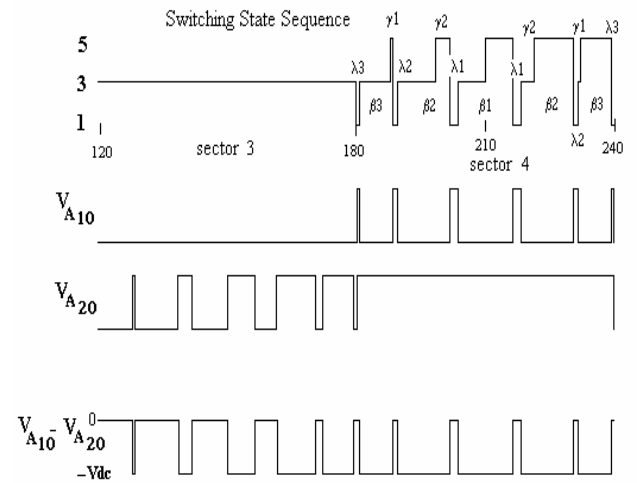 Switching State Sequence
γ1 γ2 γ2 γ1 λ3
5
λ3 λ2 λ1 λ1
3
β3 β2 β1 β2 β3
1
λ2
120 sector 3 180 210 240
sector 4
VA10
VA20
VA10- VA20
0
-Vdc